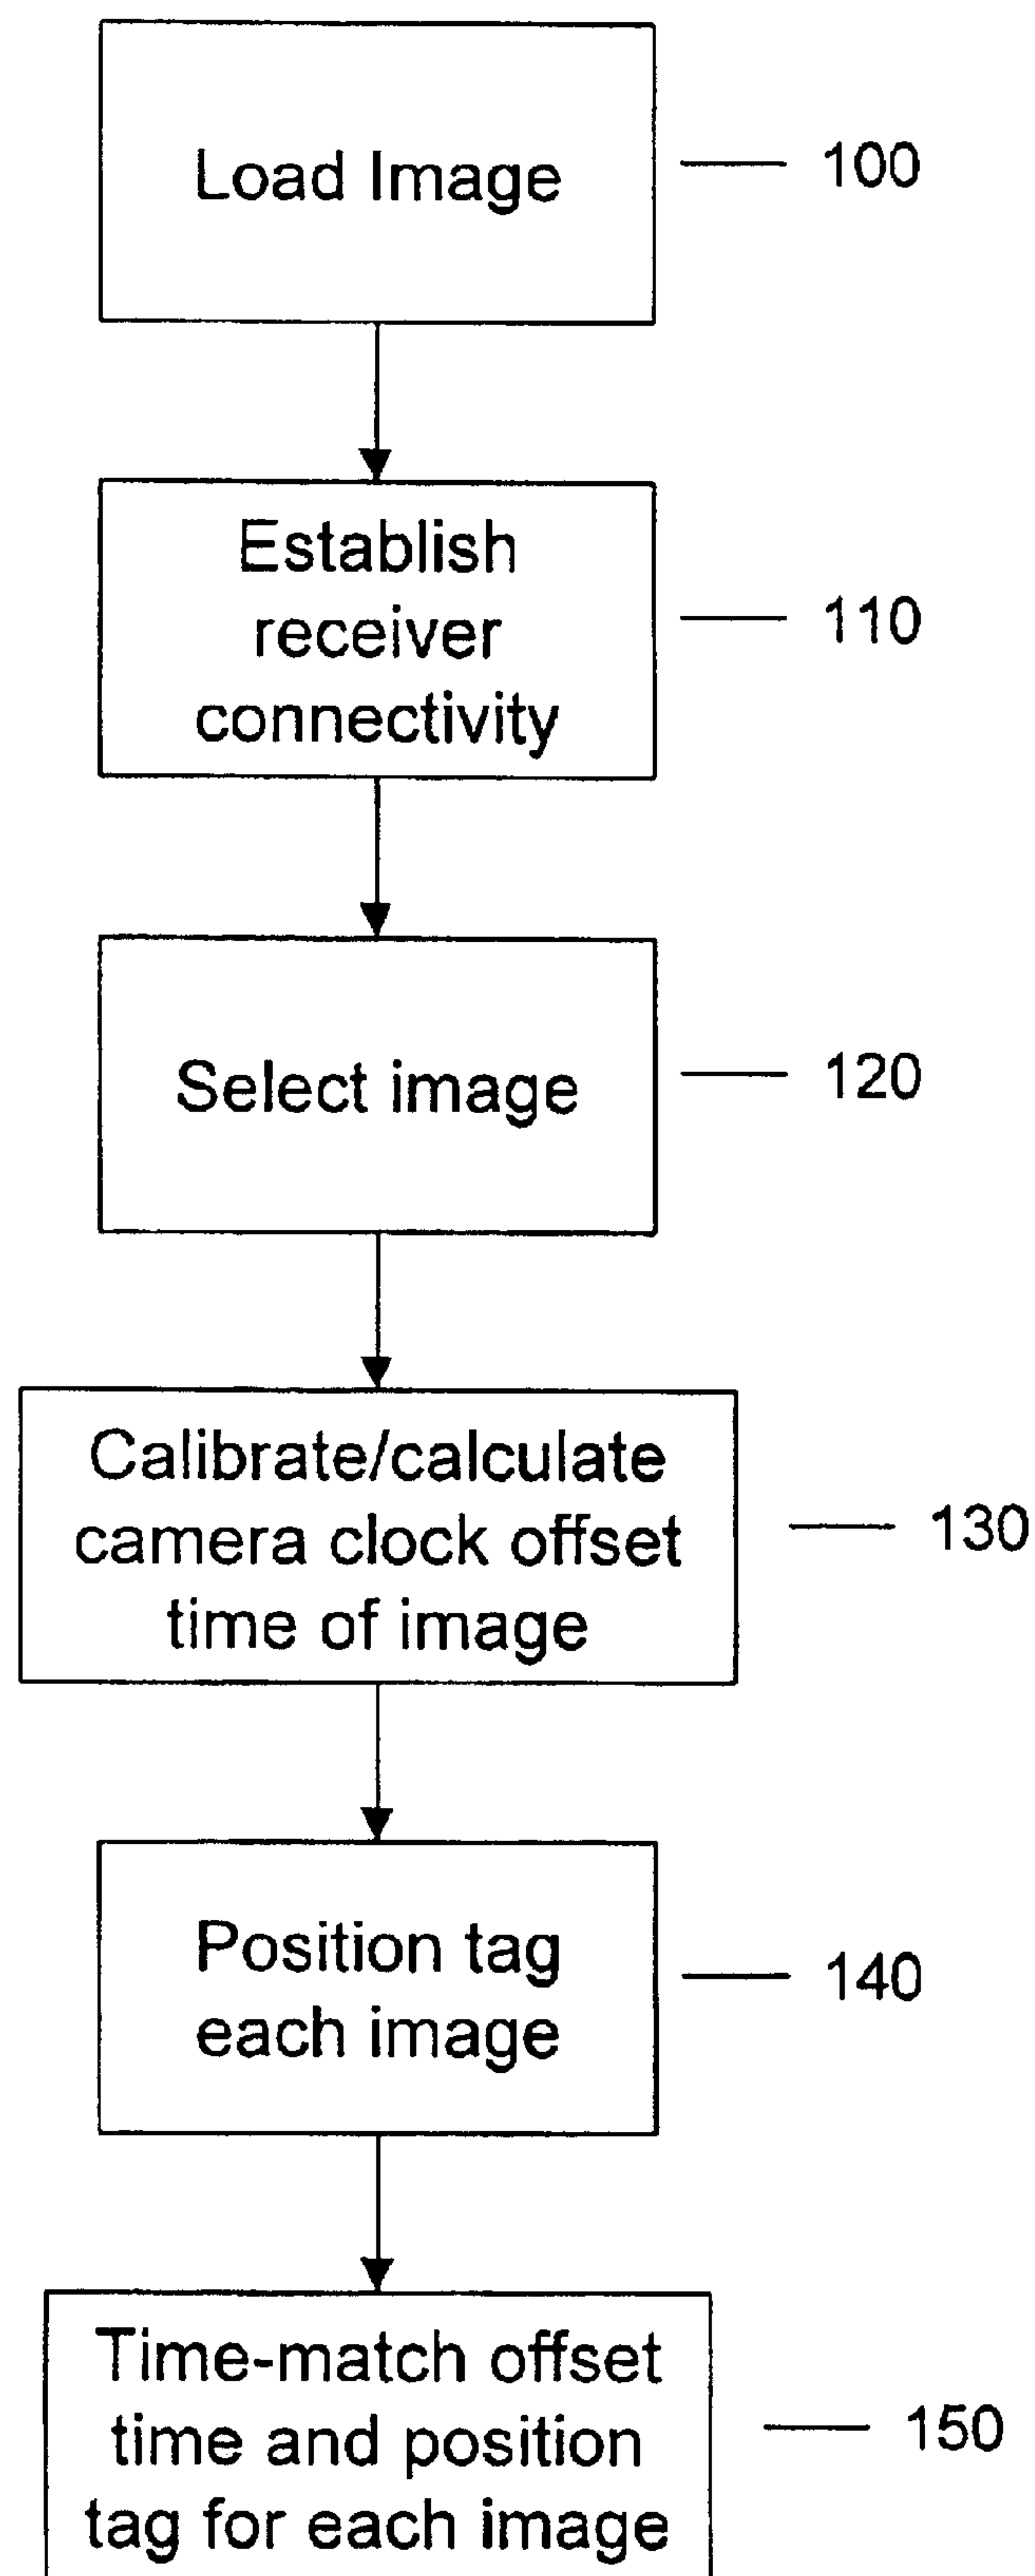 Load Image
100
Establish
receiver
connectivity
110
Select image
120
Calibrate/calculate
camera clock offset
time of image
130
Position tag
each image
140
Time-match offset
time and position
tag for each image
150